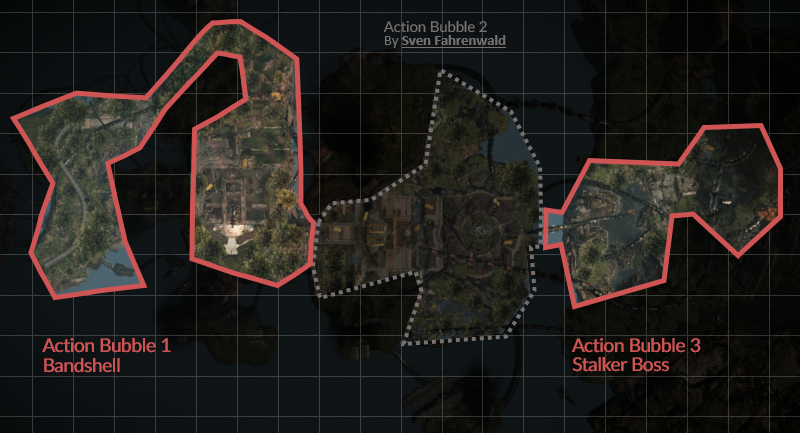 Action Bubble 2
By Sven Fahrenwald
Action Bubble 1
Bandshell
Action Bubble 3
Stalker Boss